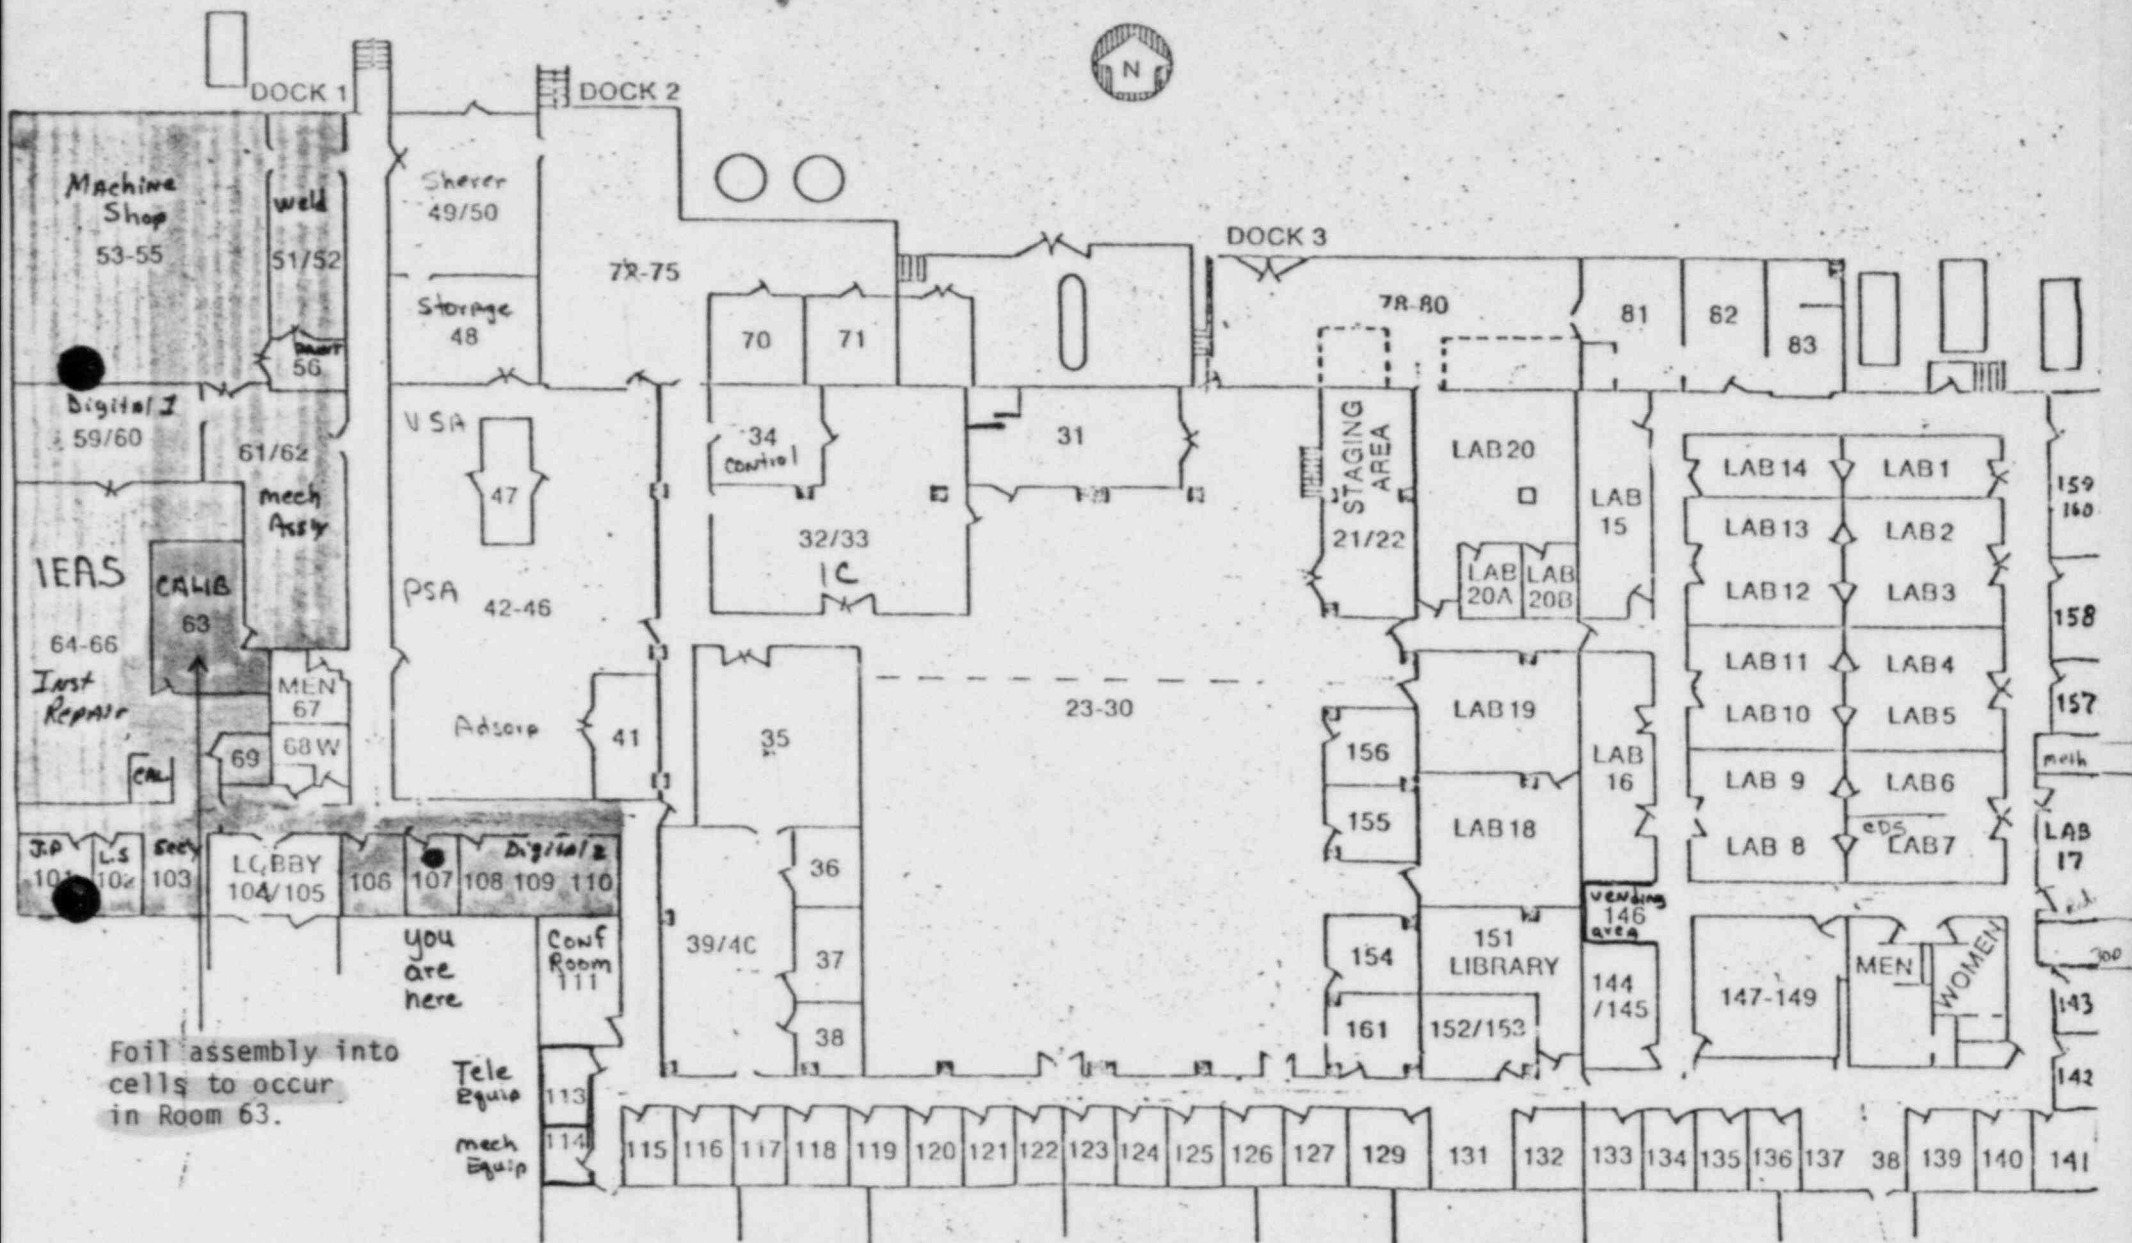 N
DOCK 1
DOCK 2
DOCK 3
Machine
Shop
53-55
weld
51/52
56
Sherer
49/50
Storage
48
72-75
70
71
78-80
81
82
83
Digital I
59/60
61/62
mech
Assy
VSA
47
PSA
42-46
Adsorp
41
34
Control
31
32/33
1C
35
23-30
STAGING
AREA
21/22
LAB 20
LAB
20A
LAB
20B
LAB
15
LAB 14
LAB 1
LAB 13
LAB 2
LAB 12
LAB 3
LAB 11
LAB 4
LAB 10
LAB 5
LAB 9
LAB 6
LAB 8
eDS
LAB 7
159
160
158
157
meth
LAB
17
143
142
IEAS
64-66
Inst
Repair
CALIB
63
CAL
MEN
67
68 W
69
LAB 19
LAB 18
LAB
16
156
155
154
161
151
LIBRARY
152/153
Vending
146
area
144
/145
147-149
MEN
WOMEN
J.P
101
L.S
102
Secy
103
LOBBY
104/105
106
107
108
109
110
Digital 2
36
37
38
39/40
you
are
here
Conf
Room
111
Foil assembly into
cells to occur
in Room 63.
Tele
Equip
113
mech
Equip
114
115 116 117 118 119 120 121 122 123 124 125 126 127 129 131 132 133 134 135 136 137 38 139 140 141